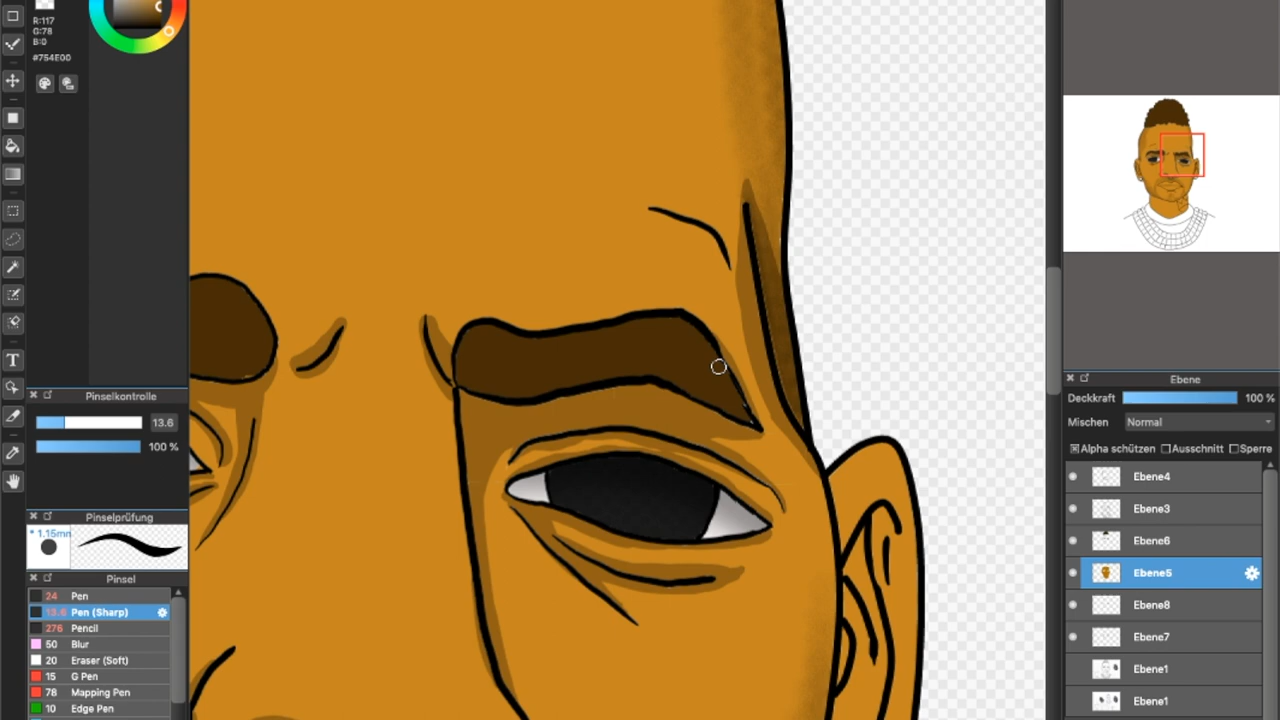 R:117
G:78
B:0
#754E00
Pinselkontrolle
13.6
100 %
Pinselprüfung
* 1.15mm
Pinsel
24 Pen
13.6 Pen (Sharp)
276 Pencil
50 Blur
20 Eraser (Soft)
15 G Pen
78 Mapping Pen
10 Edge Pen
T
Ebene
Deckkraft 100 %
Mischen Normal
Alpha schützen Ausschnitt Sperre
Ebene4
Ebene3
Ebene6
Ebene5
Ebene8
Ebene7
Ebene1
Ebene1